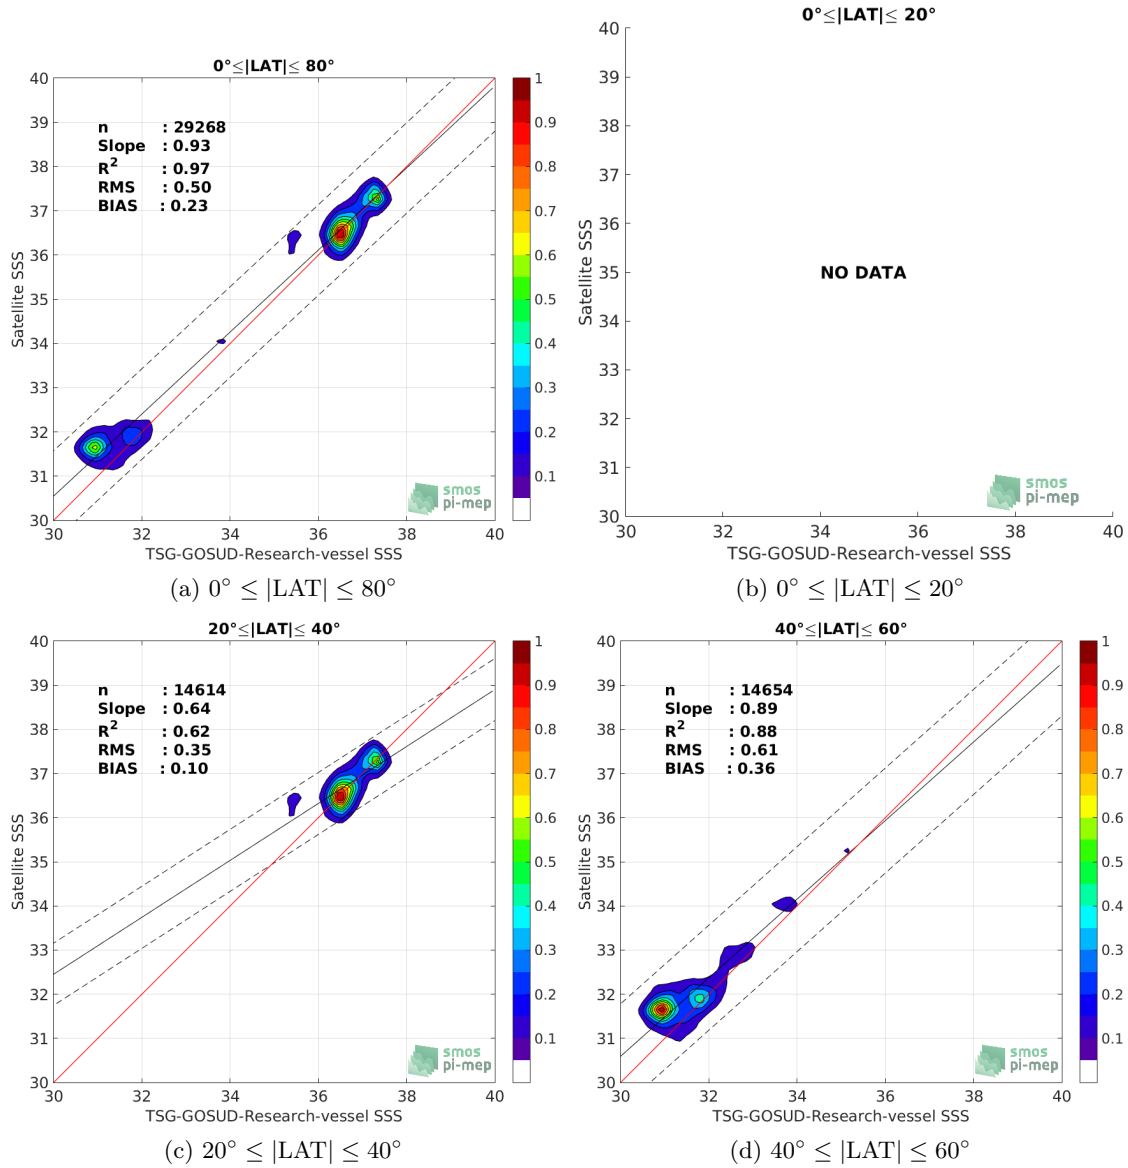 0°≤|LAT|≤ 80°
40
39
38
37
36
35
34
33
32
31
30
Satellite SSS
n : 29268
Slope : 0.93
R2 : 0.97
RMS : 0.50
BIAS : 0.23
smos
pi-mep
30 32 34 36 38 40
TSG-GOSUD-Research-vessel SSS
1
0.9
0.8
0.7
0.6
0.5
0.4
0.3
0.2
0.1
(a) 0° ≤ |LAT| ≤ 80°
0°≤|LAT|≤ 20°
40
39
38
37
36
35
34
33
32
31
30
Satellite SSS
NO DATA
smos
pi-mep
30 32 34 36 38 40
TSG-GOSUD-Research-vessel SSS
(b) 0° ≤ |LAT| ≤ 20°
20°≤|LAT|≤ 40°
40
39
38
37
36
35
34
33
32
31
30
Satellite SSS
n : 14614
Slope : 0.64
R2 : 0.62
RMS : 0.35
BIAS : 0.10
smos
pi-mep
30 32 34 36 38 40
TSG-GOSUD-Research-vessel SSS
1
0.9
0.8
0.7
0.6
0.5
0.4
0.3
0.2
0.1
(c) 20° ≤ |LAT| ≤ 40°
40°≤|LAT|≤ 60°
40
39
38
37
36
35
34
33
32
31
30
Satellite SSS
n : 14654
Slope : 0.89
R2 : 0.88
RMS : 0.61
BIAS : 0.36
smos
pi-mep
30 32 34 36 38 40
TSG-GOSUD-Research-vessel SSS
1
0.9
0.8
0.7
0.6
0.5
0.4
0.3
0.2
0.1
(d) 40° ≤ |LAT| ≤ 60°